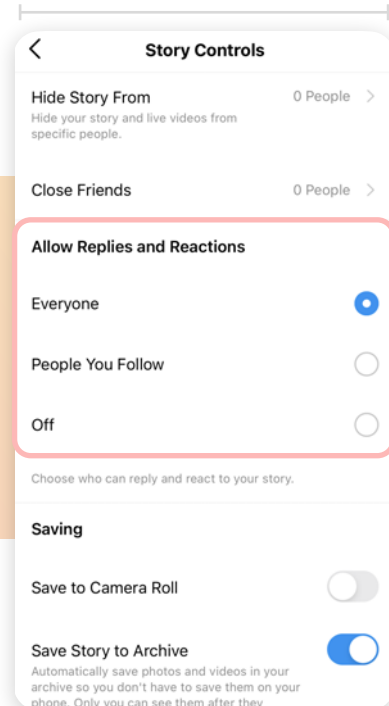 Story Controls
Hide Story From 0 People
Hide your story and live videos from
specific people.
Close Friends 0 People
Allow Replies and Reactions
Everyone
People You Follow
Off
Choose who can reply and react to your story.
Saving
Save to Camera Roll
Save Story to Archive
Automatically save photos and videos in your
archive so you don't have to save them on your
phone. Only you can see them after they